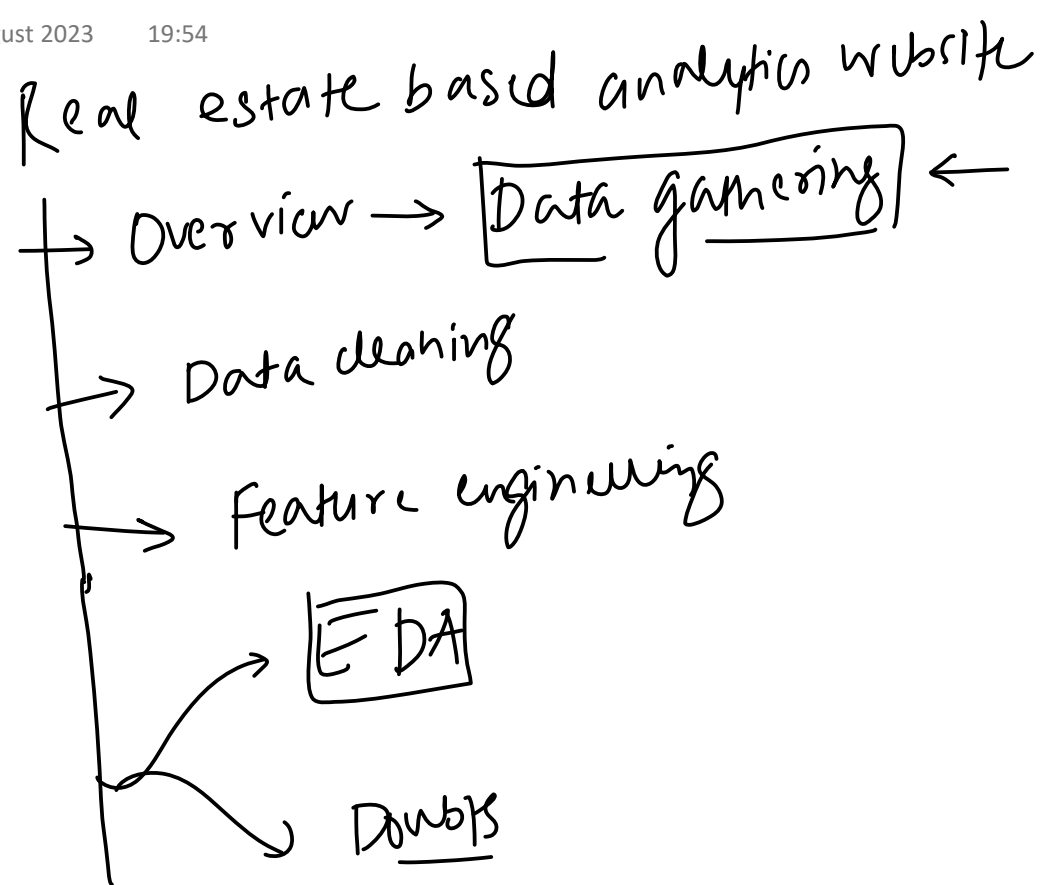 ust 2023 19:54
Real estate based analytics website
Overview → Data gathering ←
Data cleaning
Feature engineering
EDA
Doubts